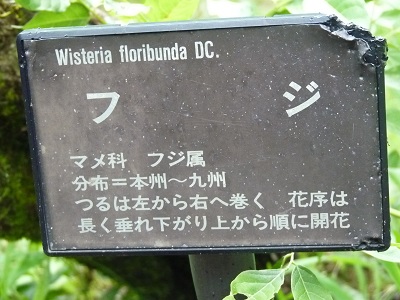 Wisteria floribunda DC.
フジ
マメ科 フジ属
分布＝本州～九州
つるは左から右へ巻く 花序は
長く垂れ下がり上から順に開花